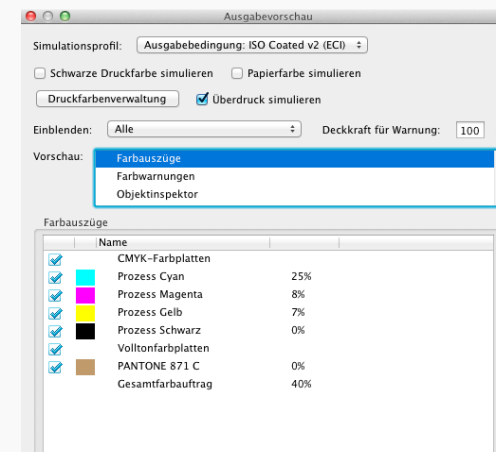 Ausgabevorschau
Simulationsprofil: Ausgabebedingung: ISO Coated v2 (ECI)
Schwarze Druckfarbe simulieren Papierfarbe simulieren
Druckfarbenverwaltung Überdruck simulieren
Einblenden: Alle Deckkraft für Warnung: 100
Vorschau: Farbauszüge
Farbwarnungen
Objektinspektor
Farbauszüge
Name
CMYK-Farbplatten
Prozess Cyan 25%
Prozess Magenta 8%
Prozess Gelb 7%
Prozess Schwarz 0%
Volltonfarbplatten
PANTONE 871 C 0%
Gesamtfarbauftrag 40%